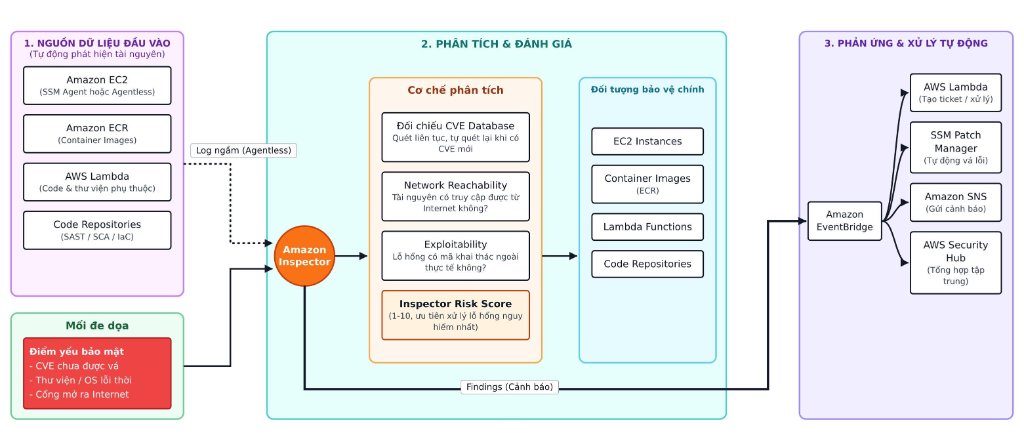 1. NGUỒN DỮ LIỆU ĐẦU VÀO
(Tự động phát hiện tài nguyên)
Amazon EC2
(SSM Agent hoặc Agentless)
Amazon ECR
(Container Images)
AWS Lambda
(Code & thư viện phụ thuộc)
Code Repositories
(SAST / SCA / IaC)
Mối đe dọa
Điểm yếu bảo mật
- CVE chưa được vá
- Thư viện / OS lỗi thời
- Cổng mở ra Internet
Log ngầm (Agentless)
2. PHÂN TÍCH & ĐÁNH GIÁ
Amazon
Inspector
Cơ chế phân tích
Đối chiếu CVE Database
Quét liên tục, tự quét lại khi có
CVE mới
Network Reachability
Tài nguyên có truy cập được từ
Internet không?
Exploitability
Lỗ hổng có mã khai thác ngoài
thực tế không?
Inspector Risk Score
(1-10, ưu tiên xử lý lỗ hổng nguy
hiểm nhất)
Đối tượng bảo vệ chính
EC2 Instances
Container Images
(ECR)
Lambda Functions
Code Repositories
Findings (Cảnh báo)
3. PHẢN ỨNG & XỬ LÝ TỰ ĐỘNG
Amazon
EventBridge
AWS Lambda
(Tạo ticket / xử lý)
SSM Patch
Manager
(Tự động vá lỗi)
Amazon SNS
(Gửi cảnh báo)
AWS Security
Hub
(Tổng hợp tập
trung)